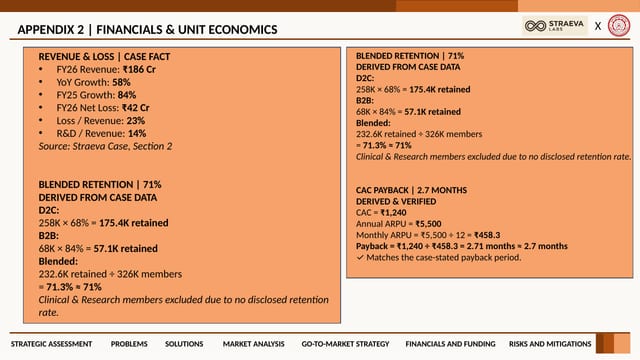 APPENDIX 2 | FINANCIALS & UNIT ECONOMICS
STRAEVA
LABS
X
REVENUE & LOSS | CASE FACT
• FY26 Revenue: ₹186 Cr
• YoY Growth: 58%
• FY25 Growth: 84%
• FY26 Net Loss: ₹42 Cr
• Loss / Revenue: 23%
• R&D / Revenue: 14%
Source: Straeva Case, Section 2
BLENDED RETENTION | 71%
DERIVED FROM CASE DATA
D2C:
258K × 68% = 175.4K retained
B2B:
68K × 84% = 57.1K retained
Blended:
232.6K retained ÷ 326K members
= 71.3% ≈ 71%
Clinical & Research members excluded due to no disclosed retention
rate.
BLENDED RETENTION | 71%
DERIVED FROM CASE DATA
D2C:
258K × 68% = 175.4K retained
B2B:
68K × 84% = 57.1K retained
Blended:
232.6K retained ÷ 326K members
= 71.3% ≈ 71%
Clinical & Research members excluded due to no disclosed retention rate.
CAC PAYBACK | 2.7 MONTHS
DERIVED & VERIFIED
CAC = ₹1,240
Annual ARPU = ₹5,500
Monthly ARPU = ₹5,500 ÷ 12 = ₹458.3
Payback = ₹1,240 ÷ ₹458.3 = 2.71 months ≈ 2.7 months
✓ Matches the case-stated payback period.
STRATEGIC ASSESSMENT PROBLEMS SOLUTIONS MARKET ANALYSIS GO-TO-MARKET STRATEGY FINANCIALS AND FUNDING RISKS AND MITIGATIONS